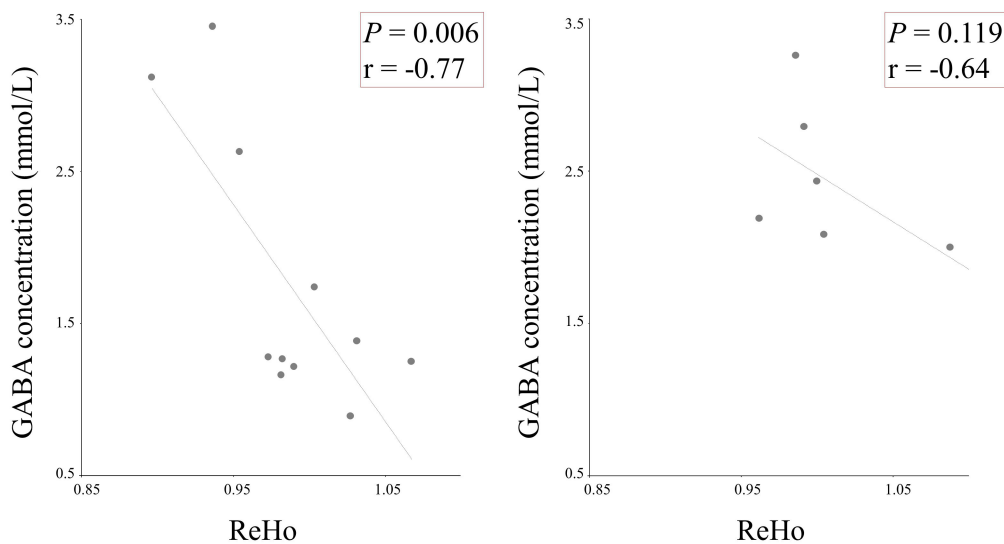 3.5
P = 0.006
r = -0.77
2.5
1.5
0.5
0.85
0.95
1.05
GABA concentration (mmol/L)
ReHo
3.5
P = 0.119
r = -0.64
2.5
1.5
0.5
0.85
0.95
1.05
GABA concentration (mmol/L)
ReHo